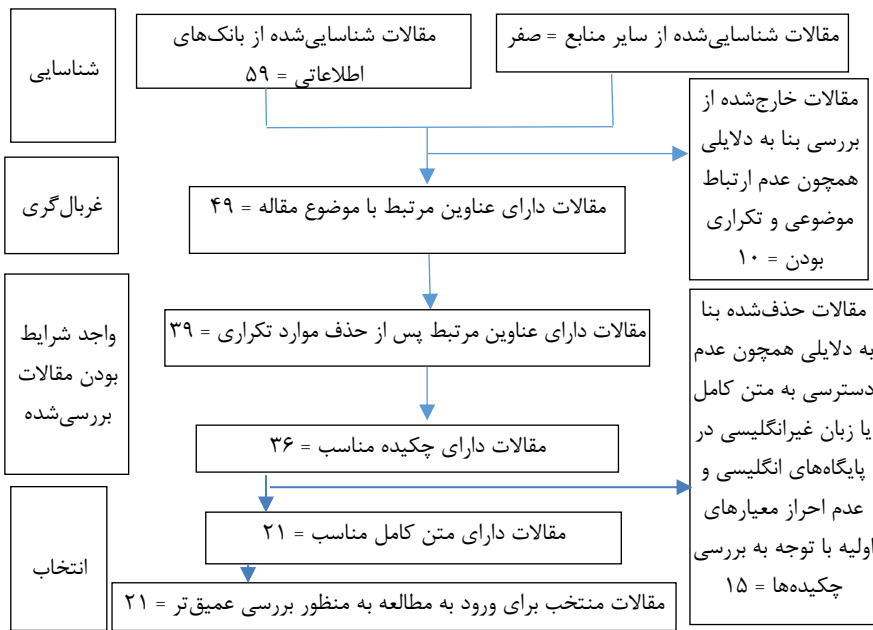 شناسایی
مقالات شناسایی‌شده از بانک‌های
اطلاعاتی = ۵۹
مقالات شناسایی‌شده از سایر منابع = صفر
مقالات خارج‌شده از
بررسی بنا به دلایلی
همچون عدم ارتباط
موضوعی و تکراری
بودن = ۱۰
غربال‌گری
مقالات دارای عناوین مرتبط با موضوع مقاله = ۴۹
واجد شرایط
بودن مقالات
بررسی‌شده
مقالات دارای عناوین مرتبط پس از حذف موارد تکراری = ۳۹
مقالات دارای چکیده مناسب = ۳۶
مقالات حذف‌شده بنا
به دلایلی همچون عدم
دسترسی به متن کامل
یا زبان غیرانگلیسی در
پایگاه‌های انگلیسی و
عدم احراز معیارهای
اولیه با توجه به بررسی
چکیده‌ها = ۱۵
انتخاب
مقالات دارای متن کامل مناسب = ۲۱
مقالات منتخب برای ورود به مطالعه به منظور بررسی عمیق‌تر = ۲۱